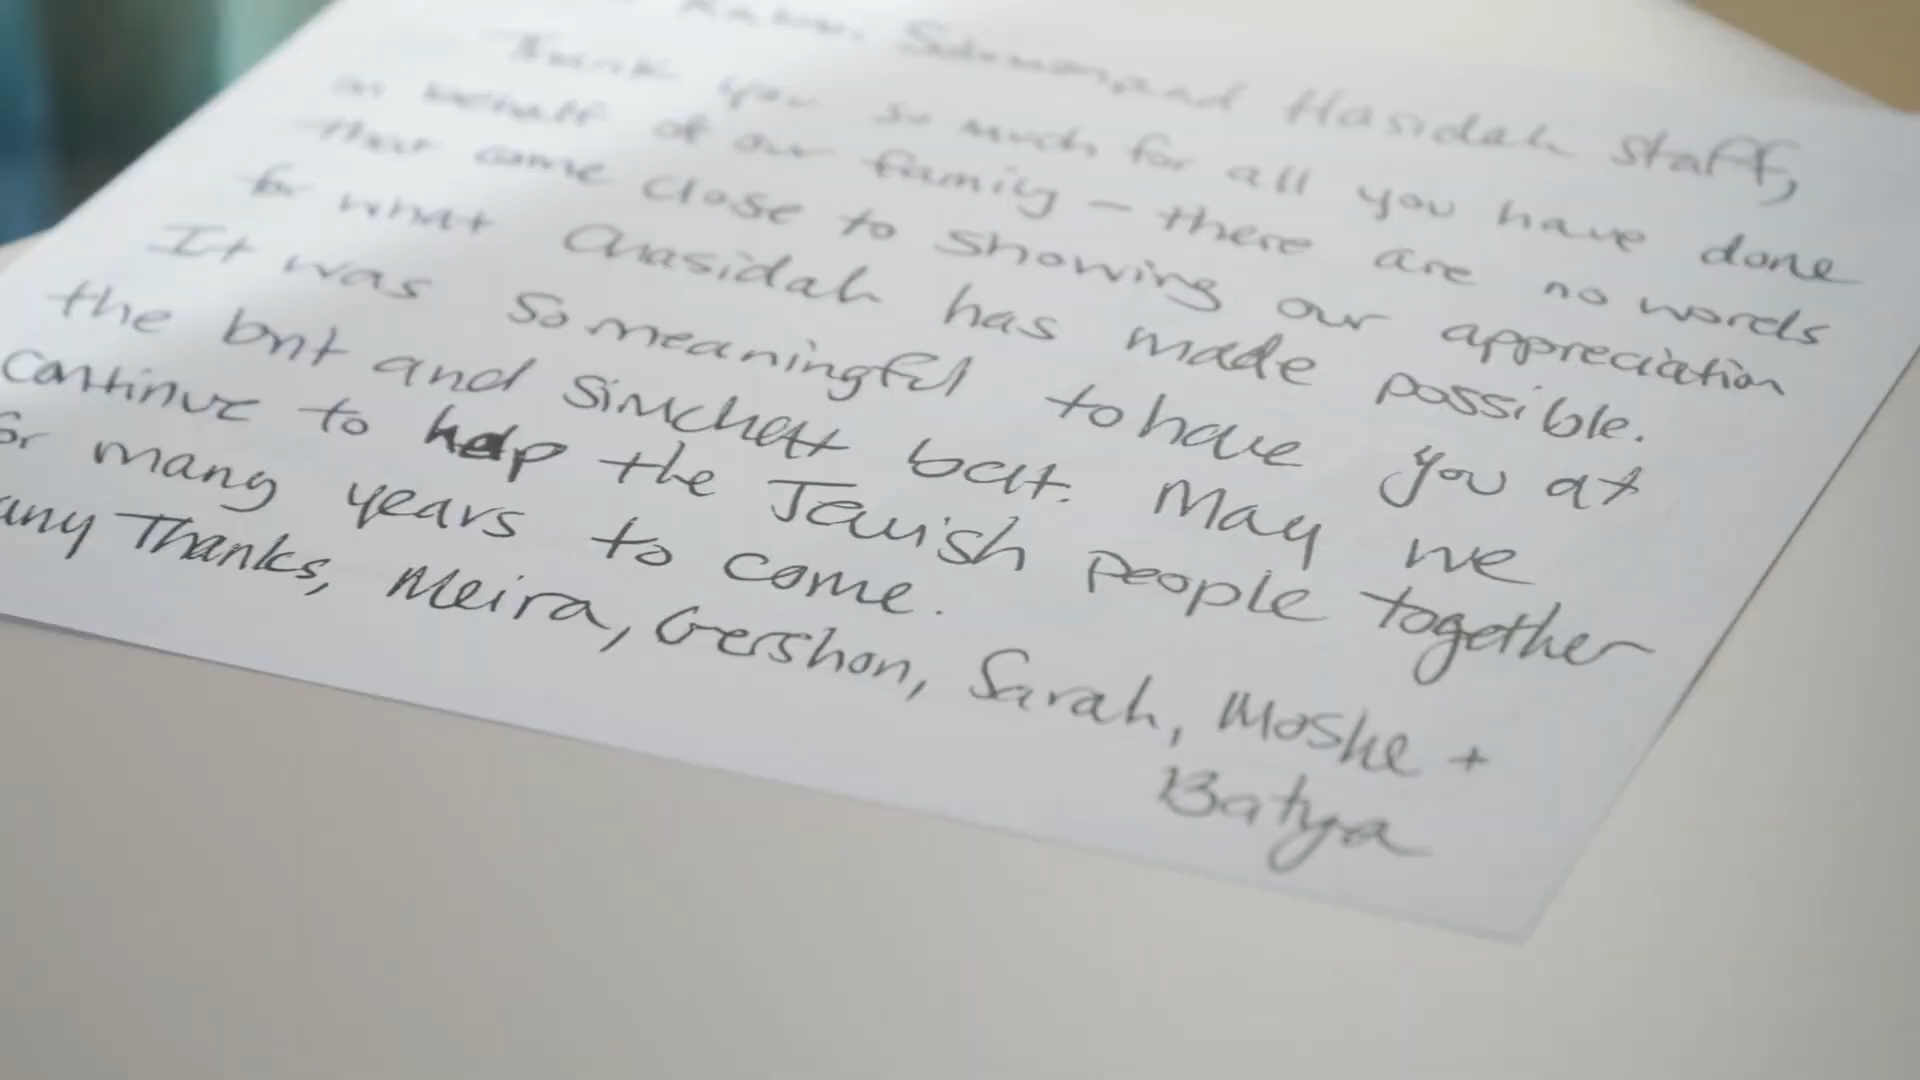 and Hasidah Staff,
Thank you so much for all you have done
on behalf of our family - there are no words
that come close to showing our appreciation
for what Chasidah has made possible.
It was so meaningful to have you at
the brit and Simchat bat. May we
continue to help the Jewish people together
for many years to come.
any Thanks, Meira, Gershon, Sarah, Moshe +
Batya